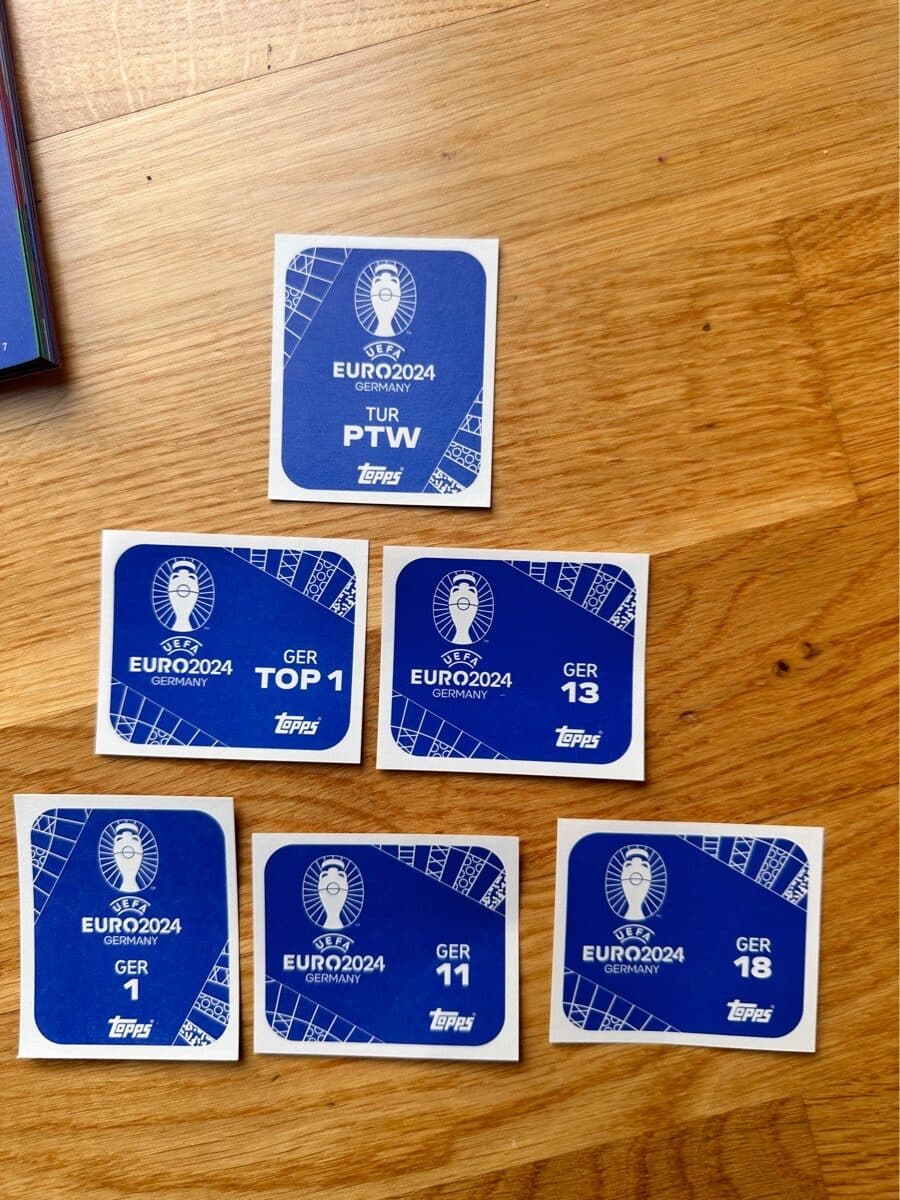 UEFA
EURO2024
GERMANY
TUR
PTW
topps
UEFA
EURO2024
GERMANY
GER
TOP 1
topps
UEFA
EURO2024
GERMANY
GER
13
topps
UEFA
EURO2024
GERMANY
GER
1
topps
UEFA
EURO2024
GERMANY
GER
11
topps
UEFA
EURO2024
GERMANY
GER
18
topps
7